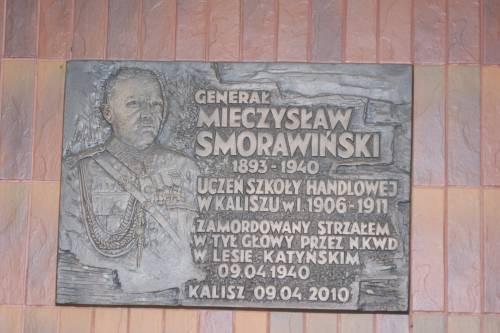 GENERAŁ
MIECZYSŁAW
SMORAWIŃSKI
1893-1940
UCZEŃ SZKOŁY HANDLOWEJ
W KALISZU w l. 1906-1911
ZAMORDOWANY STRZAŁEM
W TYŁ GŁOWY PRZEZ NKWD
W LESIE KATYŃSKIM
09.04.1940
KALISZ 09.04.2010